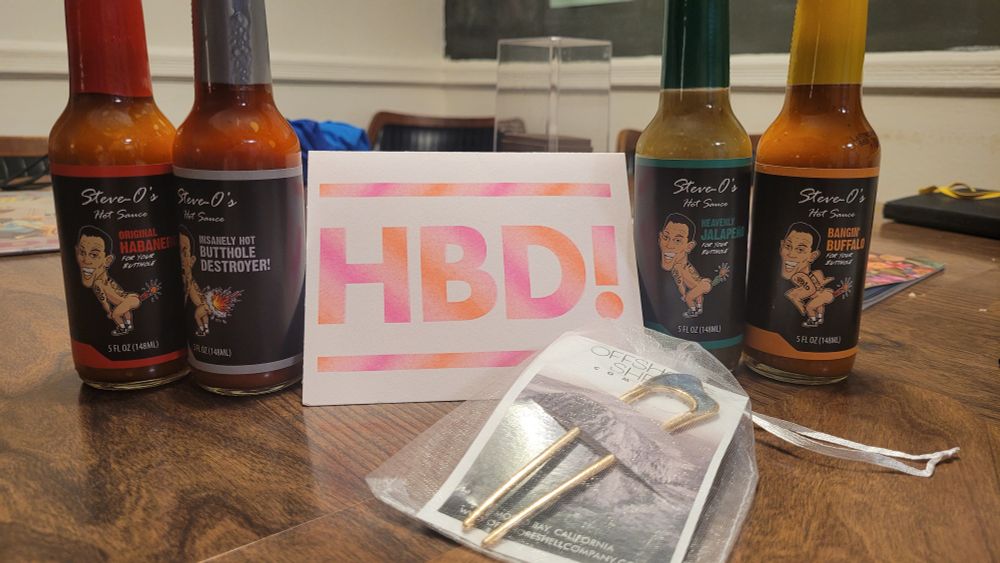 Steve-O's
Hot Sauce
ORIGINAL
HABANERO
FOR YOUR
BUTTHOLE
5 FL OZ (148ML)
Steve-O's
Hot Sauce
INSANELY HOT
BUTTHOLE
DESTROYER!
5 FL OZ (148ML)
HBD!
Steve-O's
Hot Sauce
HEAVENLY
JALAPEÑO
FOR YOUR
BUTTHOLE
5 FL OZ (148ML)
Steve-O's
Hot Sauce
BANGIN'
BUFFALO
FOR YOUR
BUTTHOLE
5 FL OZ (148ML)
OFFSH
SHE
COM
BAY, CALIFORNIA